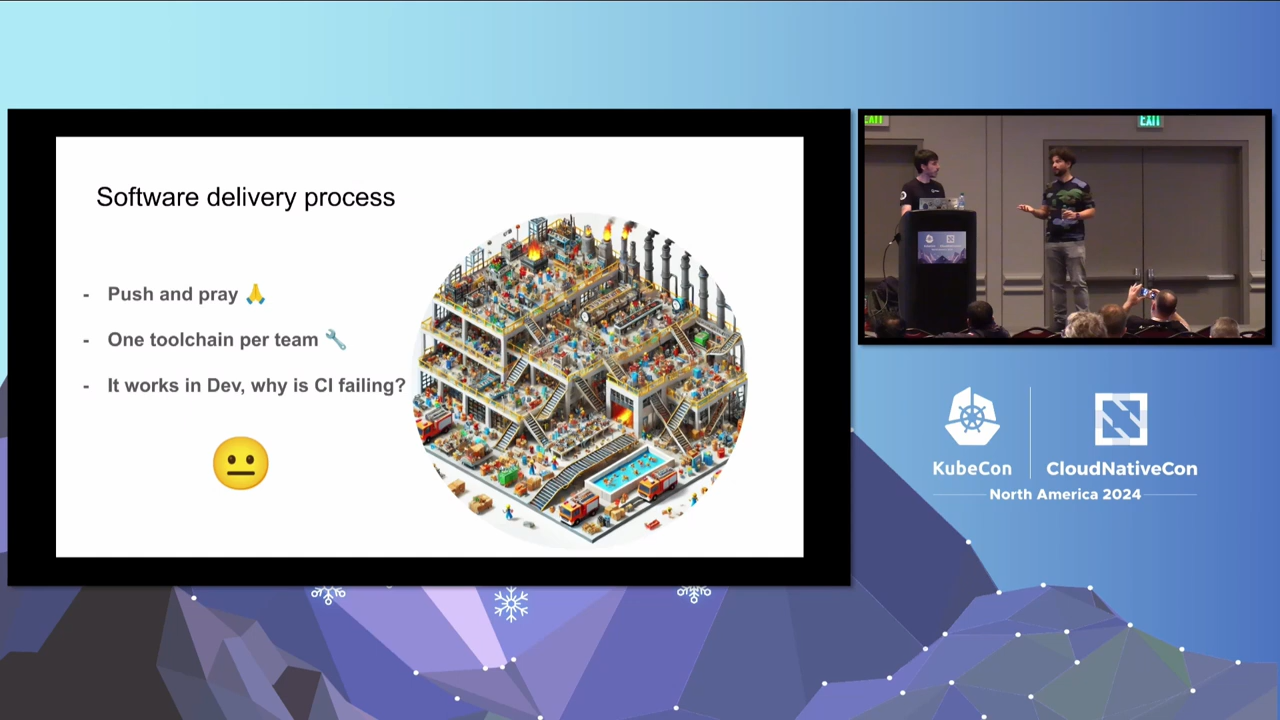 Software delivery process
- Push and pray 🙏
- One toolchain per team 🔧
- It works in Dev, why is CI failing?
EXIT
EXIT
KubeCon
CloudNativeCon
North America 2024